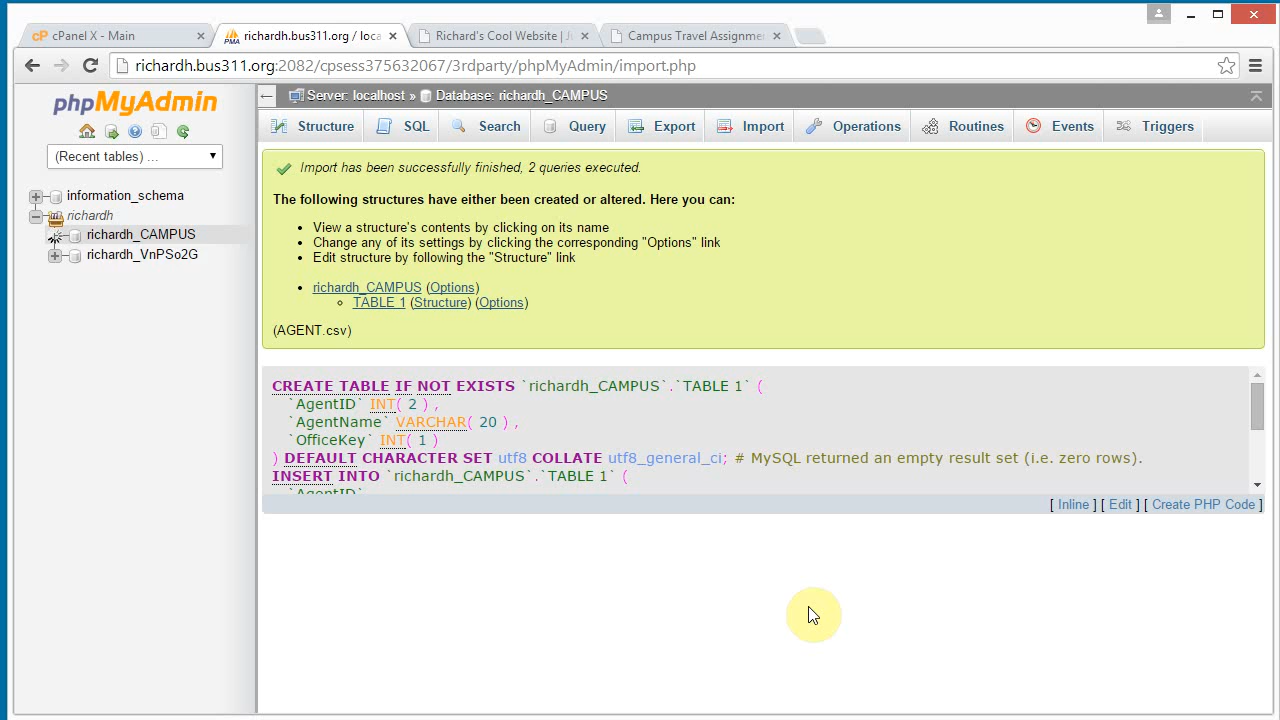 cP cPanel X - Main
PMA richardh.bus311.org / loca
Richard's Cool Website | Ju
Campus Travel Assignme
richardh.bus311.org:2082/cpsess375632067/3rdparty/phpMyAdmin/import.php
phpMyAdmin
(Recent tables) ...
information_schema
richardh
richardh_CAMPUS
richardh_VnPSo2G
Server: localhost » Database: richardh_CAMPUS
Structure SQL Search Query Export Import Operations Routines Events Triggers
Import has been successfully finished, 2 queries executed.
The following structures have either been created or altered. Here you can:
• View a structure's contents by clicking on its name
• Change any of its settings by clicking the corresponding "Options" link
• Edit structure by following the "Structure" link
• richardh_CAMPUS (Options)
◦ TABLE 1 (Structure) (Options)
(AGENT.csv)
CREATE TABLE IF NOT EXISTS `richardh_CAMPUS`.`TABLE 1` (
`AgentID` INT( 2 ) ,
`AgentName` VARCHAR( 20 ) ,
`OfficeKey` INT( 1 )
) DEFAULT CHARACTER SET utf8 COLLATE utf8_general_ci; # MySQL returned an empty result set (i.e. zero rows).
INSERT INTO `richardh_CAMPUS`.`TABLE 1` (
`AgentID`
[ Inline ] [ Edit ] [ Create PHP Code ]